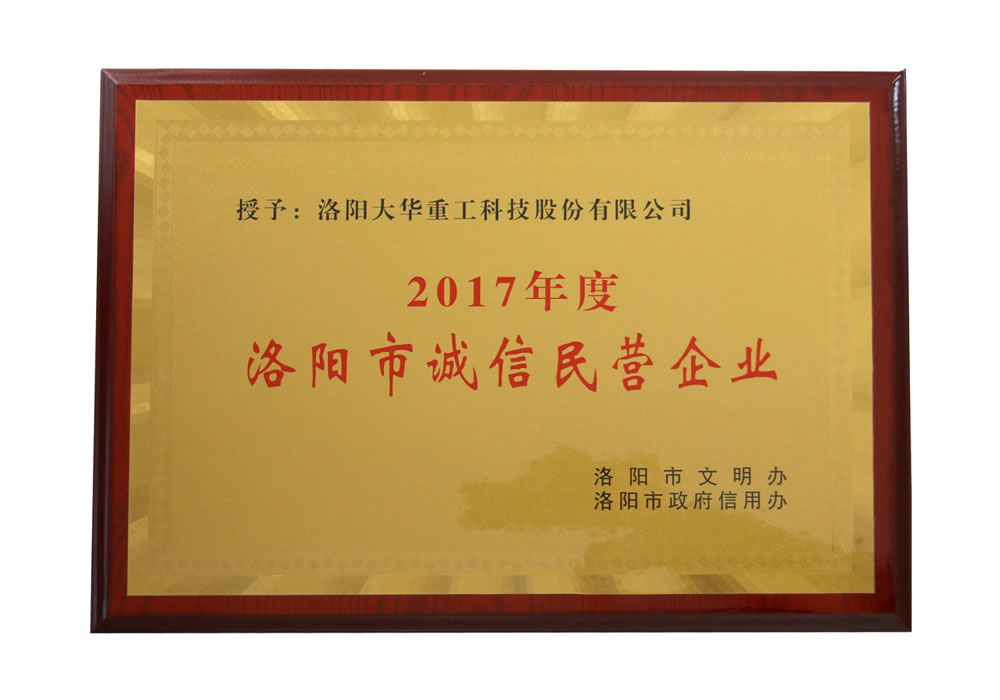 授予：洛阳大华重工科技股份有限公司
2017年度
洛阳市诚信民营企业
洛阳市文明办
洛阳市政府信用办